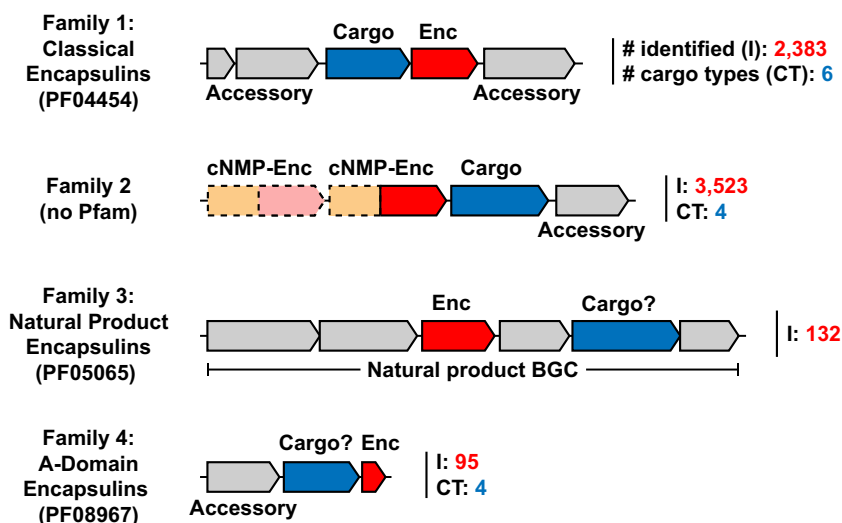 Family 1:
Classical
Encapsulins
(PF04454)
Cargo Enc
Accessory Accessory
# identified (I): 2,383
# cargo types (CT): 6
Family 2
(no Pfam)
cNMP-Enc cNMP-Enc Cargo
Accessory
I: 3,523
CT: 4
Family 3:
Natural Product
Encapsulins
(PF05065)
Enc Cargo?
Natural product BGC
I: 132
Family 4:
A-Domain
Encapsulins
(PF08967)
Cargo? Enc
Accessory
I: 95
CT: 4